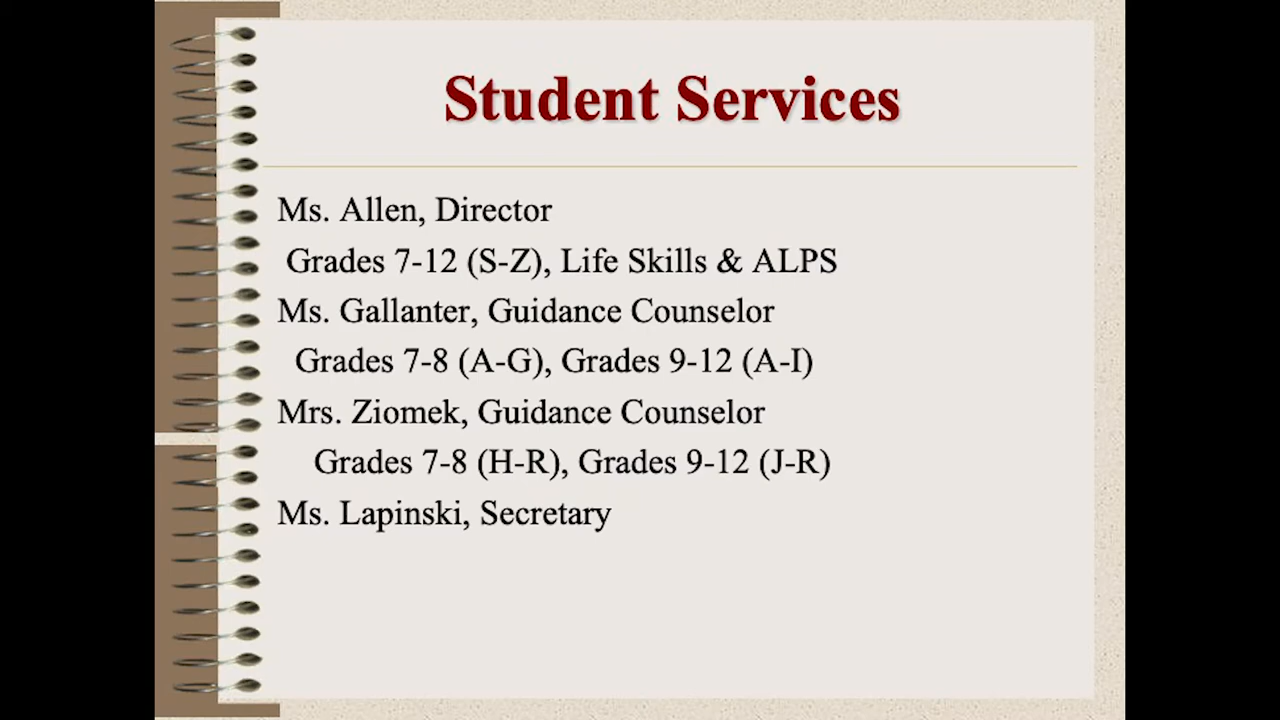 Student Services
Ms. Allen, Director
Grades 7-12 (S-Z), Life Skills & ALPS
Ms. Gallanter, Guidance Counselor
Grades 7-8 (A-G), Grades 9-12 (A-I)
Mrs. Ziomek, Guidance Counselor
Grades 7-8 (H-R), Grades 9-12 (J-R)
Ms. Lapinski, Secretary